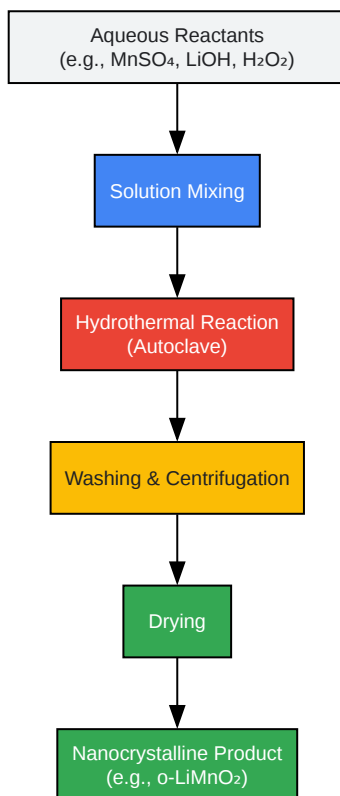 Aqueous Reactants
(e.g., MnSO₄, LiOH, H₂O₂)
Solution Mixing
Hydrothermal Reaction
(Autoclave)
Washing & Centrifugation
Drying
Nanocrystalline Product
(e.g., o-LiMnO₂)